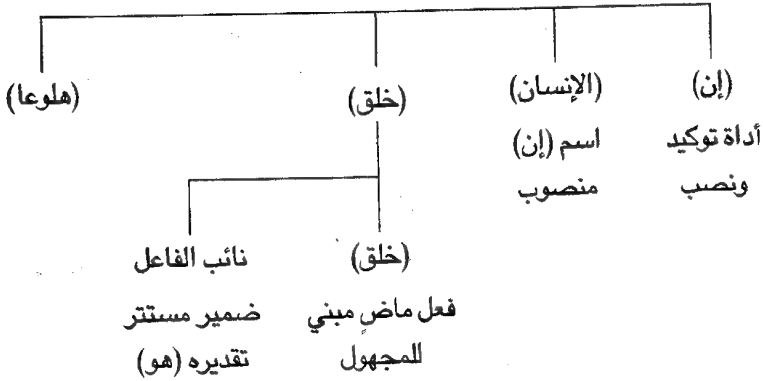 (إن) (الإنسان) (خلق) (هلوعا)
أداة توكيد اسم (إن)
ونصب منصوب
(خلق) نائب الفاعل
فعل ماضٍ مبني ضمير مستتر
للمجهول تقديره (هو)